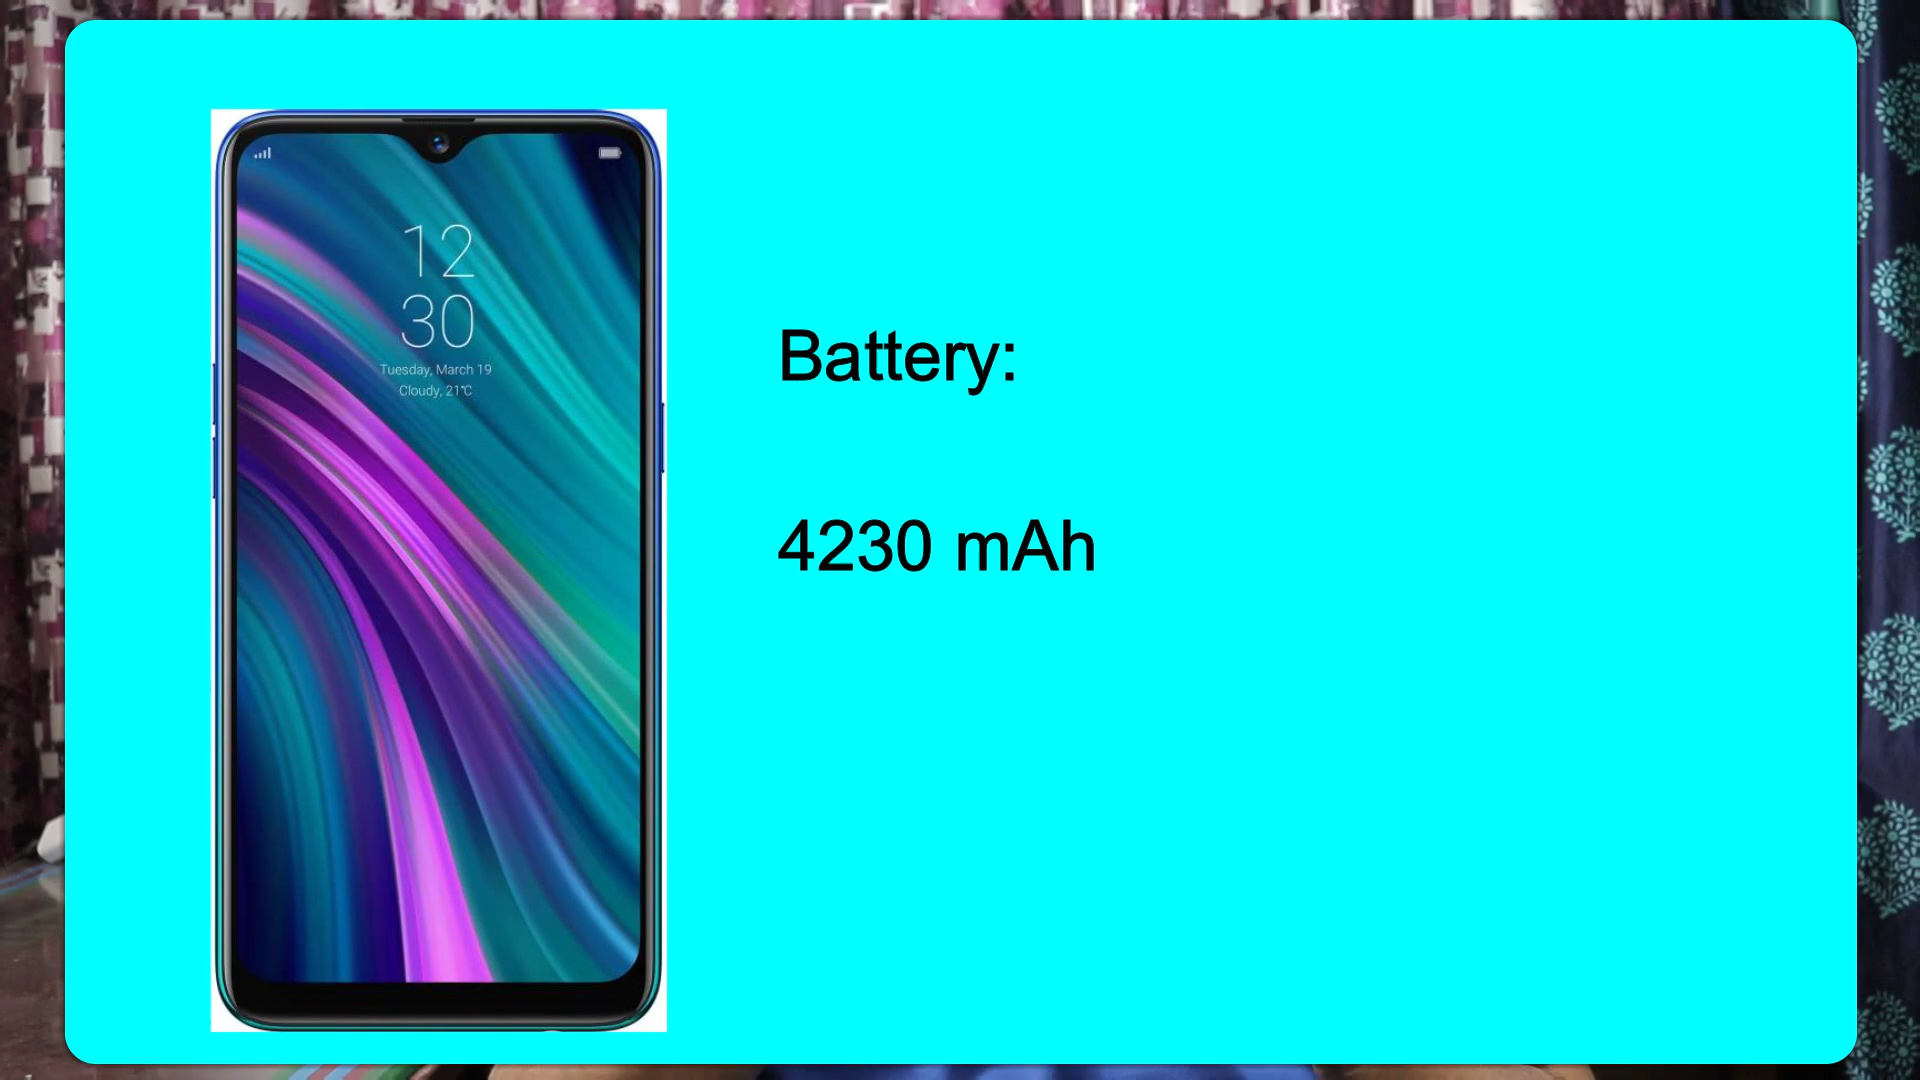 12
30
Tuesday, March 19
Cloudy, 21℃
Battery:
4230 mAh